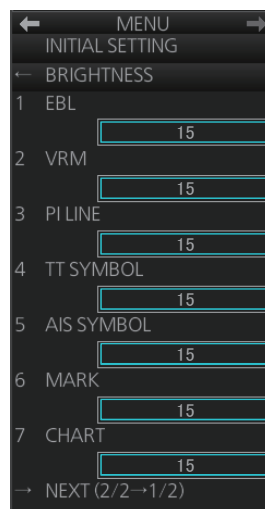 ← MENU →
INITIAL SETTING
← BRIGHTNESS
1 EBL
15
2 VRM
15
3 PI LINE
15
4 TT SYMBOL
15
5 AIS SYMBOL
15
6 MARK
15
7 CHART
15
→ NEXT (2/2→1/2)